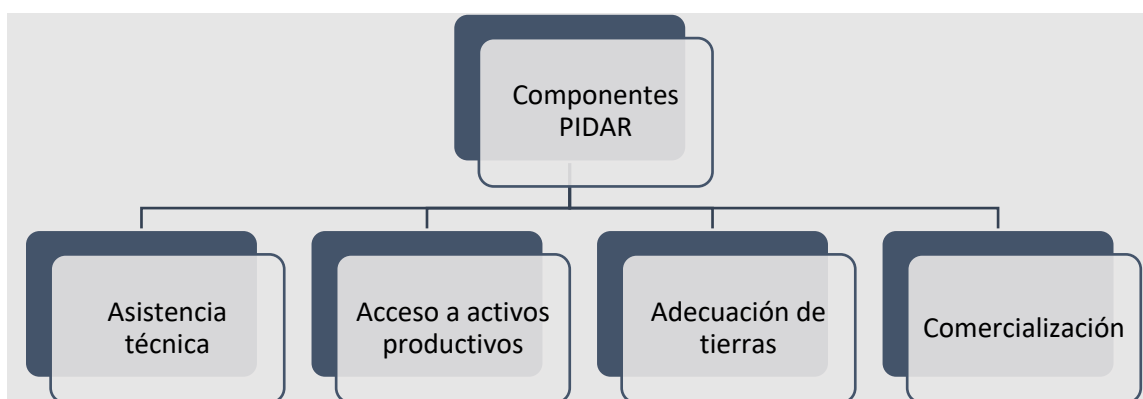 Componentes
PIDAR
Asistencia
técnica
Acceso a activos
productivos
Adecuación de
tierras
Comercialización